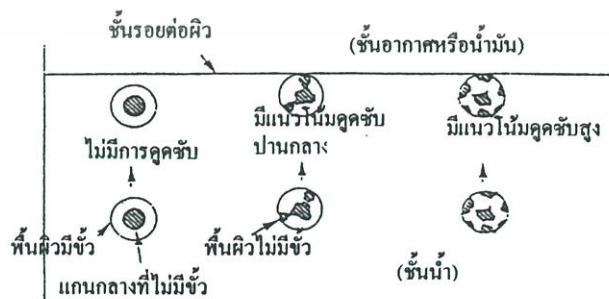 ชั้นรอยต่อผิว
(ชั้นอากาศหรือน้ำมัน)
ไม่มีการดูดซับ
มีแนวโน้มดูดซับ
ปานกลาง
มีแนวโน้มดูดซับสูง
พื้นผิวมีขั้ว
พื้นผิวไม่มีขั้ว
แกนกลางที่ไม่มีขั้ว
(ชั้นน้ำ)